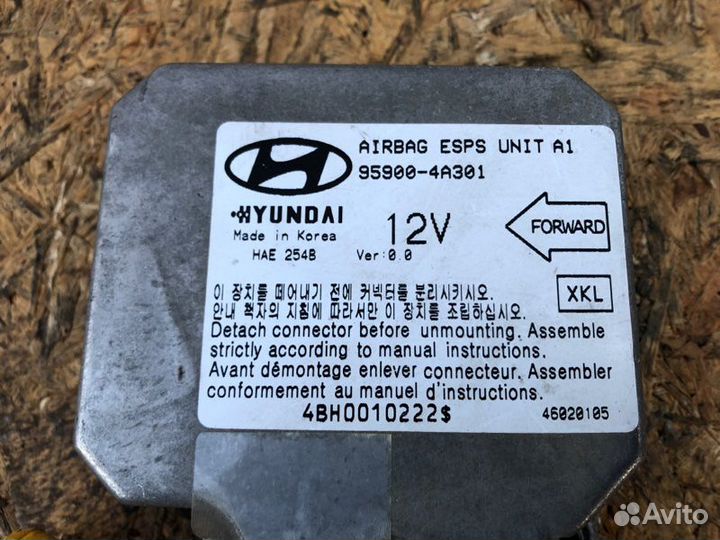 AIRBAG ESPS UNIT A1
95900-4A301
HYUNDAI
Made in Korea
HAE 254B
12V
Ver:0.0
FORWARD
XKL
이 장치를 떼어내기 전에 커넥터를 분리시키시오.
안내 책자의 지침에 따라서만 이 장치를 조립하십시오.
Detach connector before unmounting. Assemble
strictly according to manual instructions.
Avant démontage enlever connecteur. Assembler
conformement au manuel d'instructions.
4BH0010222$
46020105
Avito